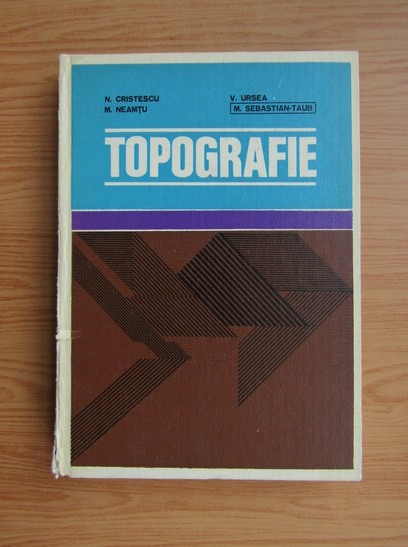 N. CRISTESCU V. URSEA
M. NEAMȚU M. SEBASTIAN-TAUB
TOPOGRAFIE